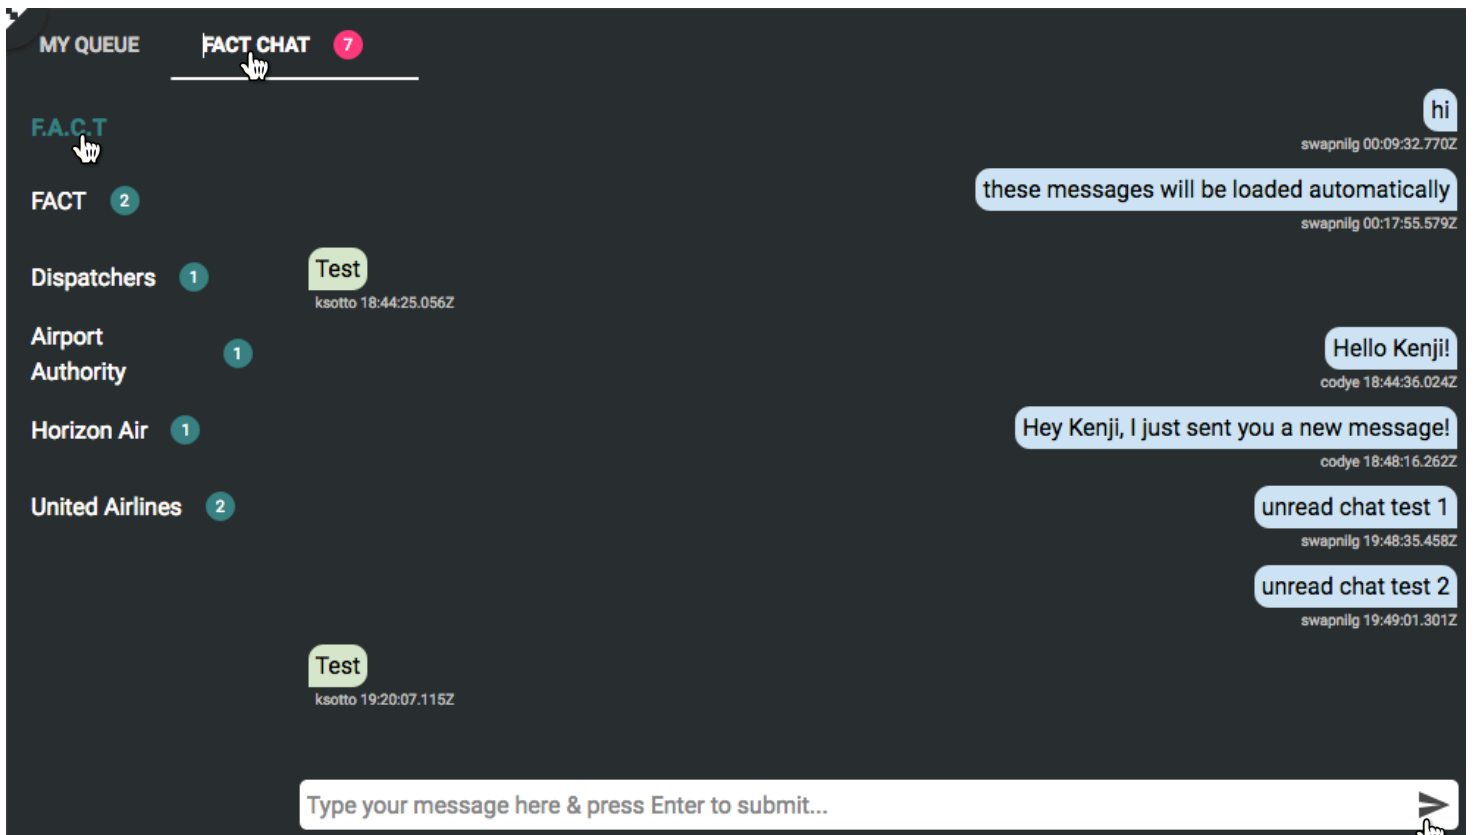 MY QUEUE FACT CHAT 7
F.A.C.T
FACT 2
Dispatchers 1
Airport
Authority 1
Horizon Air 1
United Airlines 2
hi
swapnilg 00:09:32.770Z
these messages will be loaded automatically
swapnilg 00:17:55.579Z
Test
ksotto 18:44:25.056Z
Hello Kenji!
codye 18:44:36.024Z
Hey Kenji, I just sent you a new message!
codye 18:48:16.262Z
unread chat test 1
swapnilg 19:48:35.458Z
unread chat test 2
swapnilg 19:49:01.301Z
Test
ksotto 19:20:07.115Z
Type your message here & press Enter to submit...